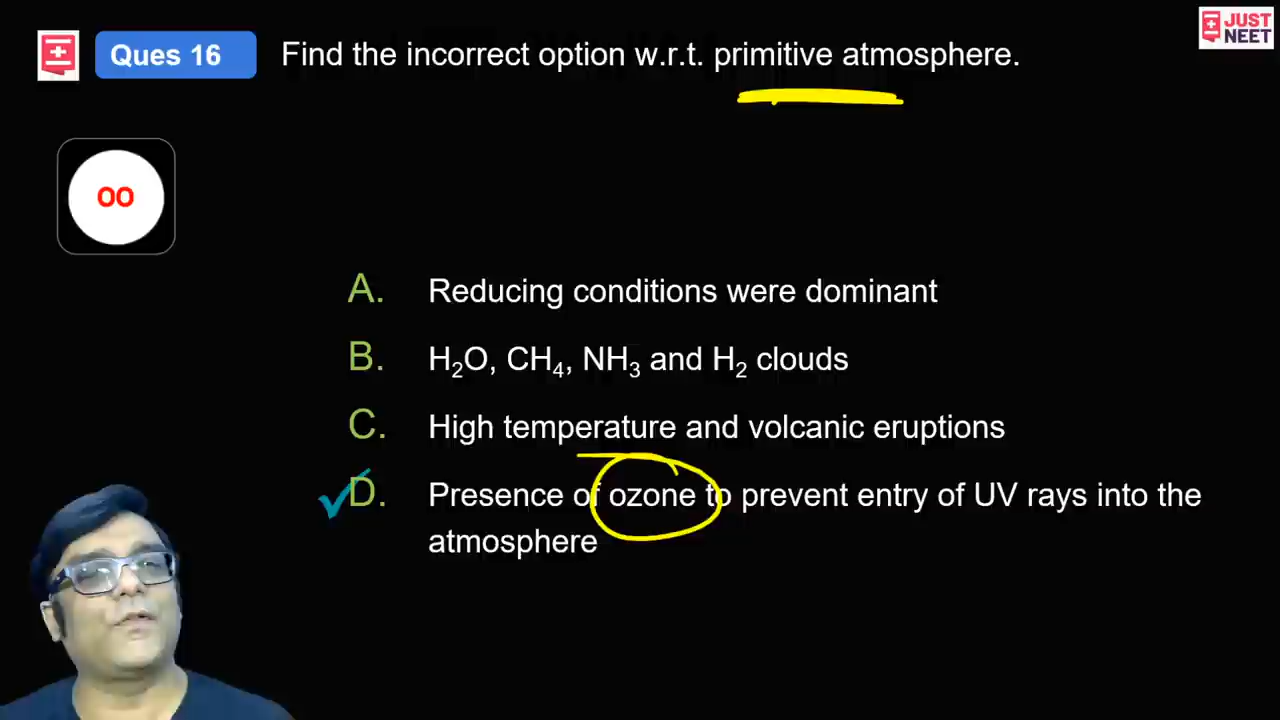 JUST
NEET
Ques 16 Find the incorrect option w.r.t. primitive atmosphere.
00
A. Reducing conditions were dominant
B. H₂O, CH₄, NH₃ and H₂ clouds
C. High temperature and volcanic eruptions
D. Presence of ozone to prevent entry of UV rays into the
atmosphere